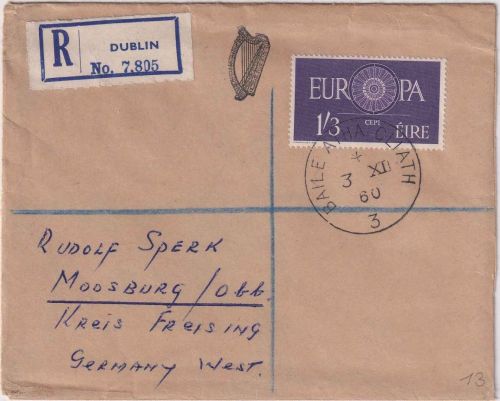 R
DUBLIN
No. 7.805
EUROPA
CEPT
1/3 ÉIRE
BAILE ÁTHA CLIATH
3 XII
60
3
Rudolf Sperk
Moosburg/Obb.
Kreis Freising
Germany West.
13